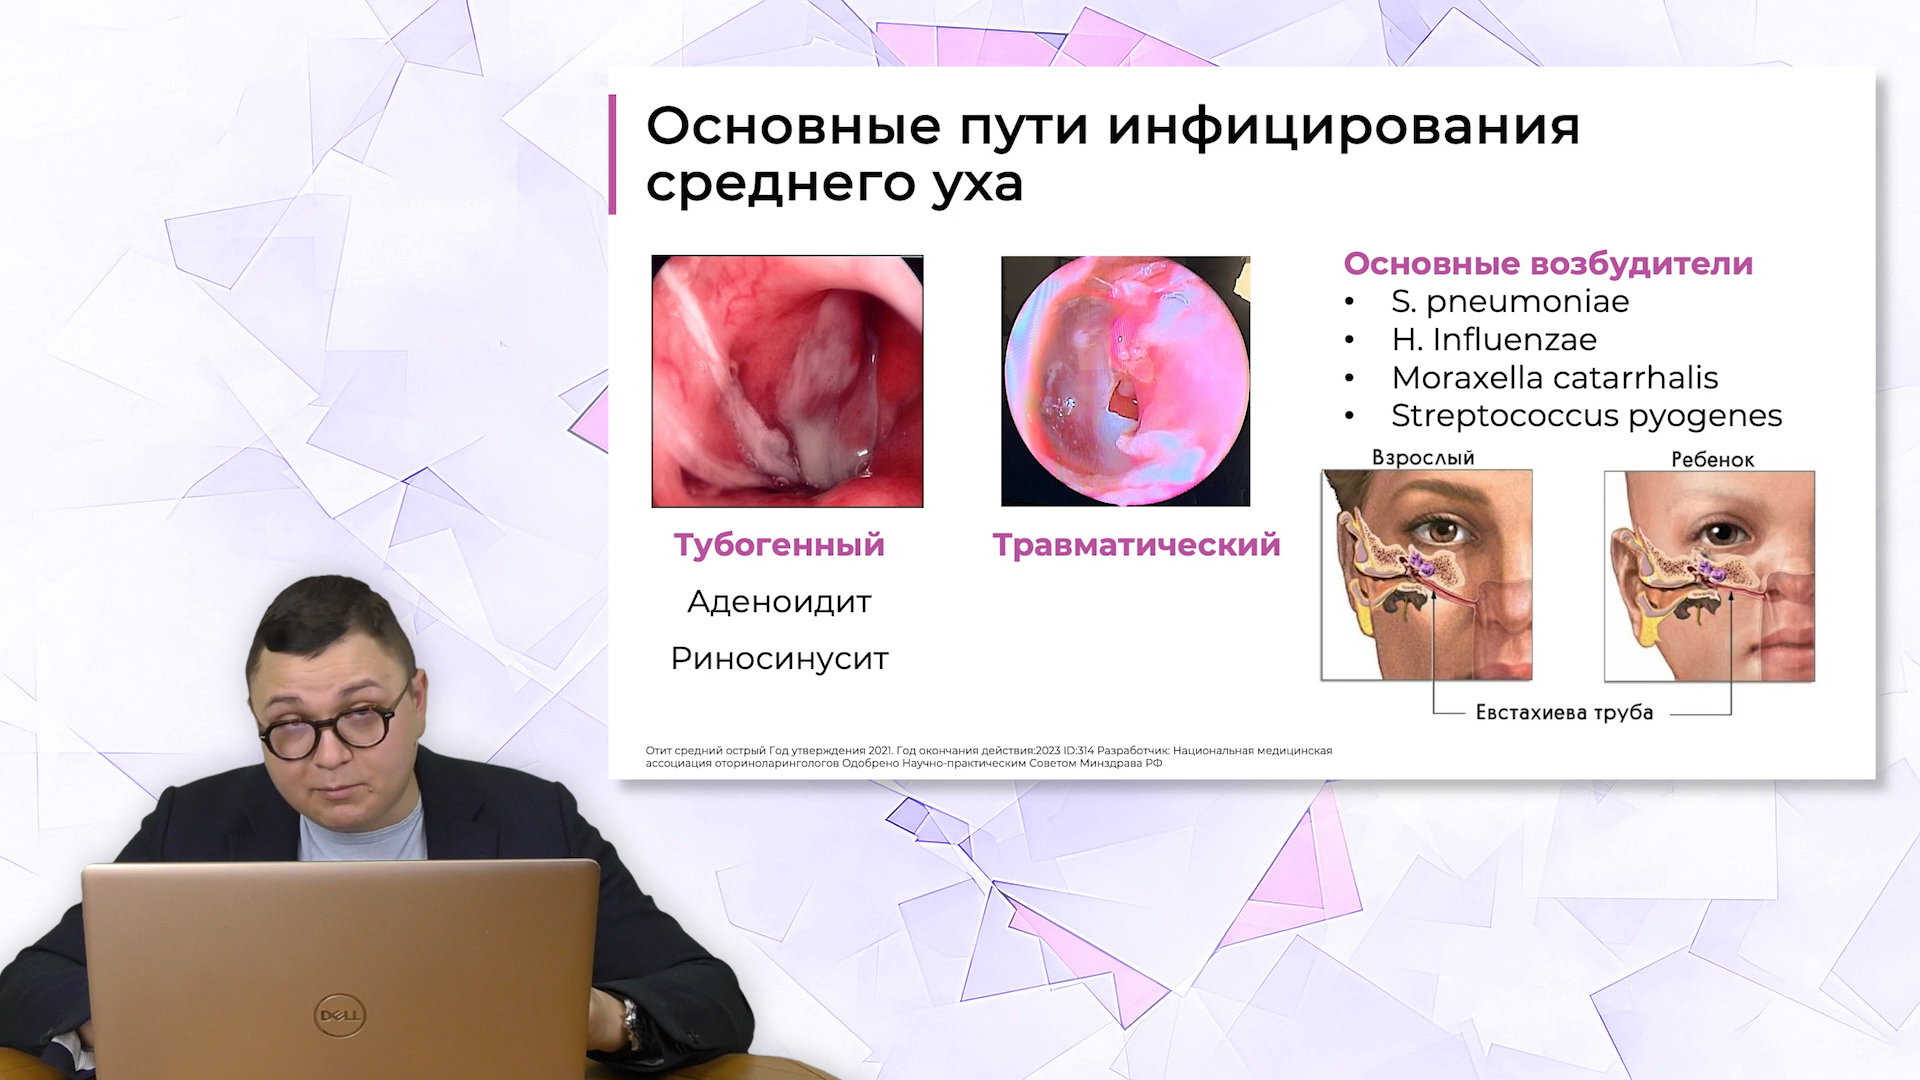 Основные пути инфицирования
среднего уха
Тубогенный
Аденоидит
Риносинусит
Травматический
Основные возбудители
• S. pneumoniae
• H. Influenzae
• Moraxella catarrhalis
• Streptococcus pyogenes
Взрослый
Ребенок
Евстахиева труба
Отит средний острый Год утверждения 2021. Год окончания действия:2023 ID:314 Разработчик: Национальная медицинская
ассоциация оториноларингологов Одобрено Научно-практическим Советом Минздрава РФ
DELL